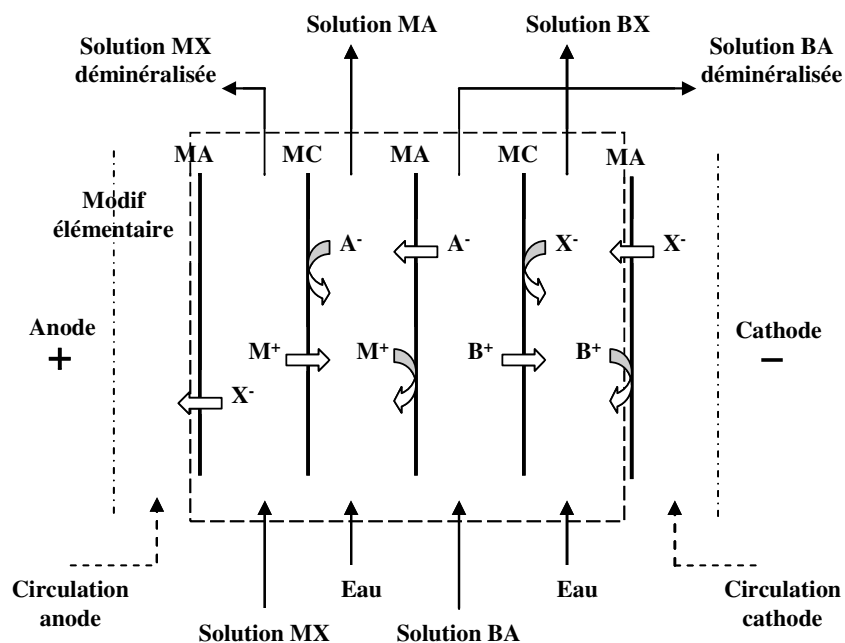 Solution MX
déminéralisée
Solution MA
Solution BX
Solution BA
déminéralisée
MA
MC
MA
MC
MA
Modif
élémentaire
A-
A-
X-
X-
Anode
+
M+
M+
B+
B+
Cathode
−
X-
Circulation
anode
Eau
Eau
Circulation
cathode
Solution MX
Solution BA